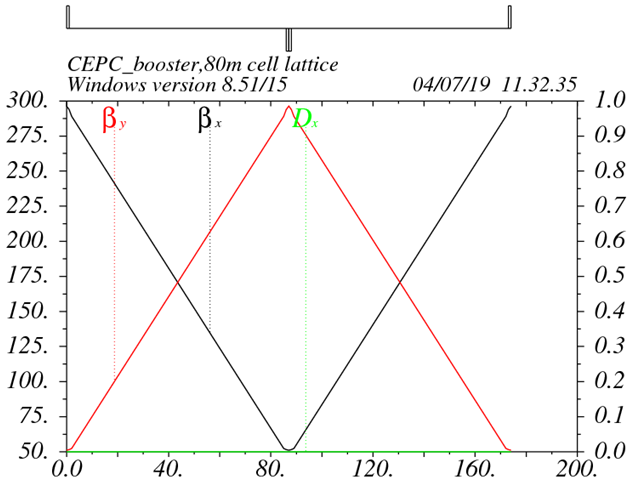 CEPC_booster,80m cell lattice
Windows version 8.51/15 04/07/19 11.32.35
300. 1.0
βy βx Dx
275. 0.9
250. 0.8
225. 0.7
200. 0.6
175. 0.5
150. 0.4
125. 0.3
100. 0.2
75. 0.1
50. 0.0
0.0 40. 80. 120. 160. 200.